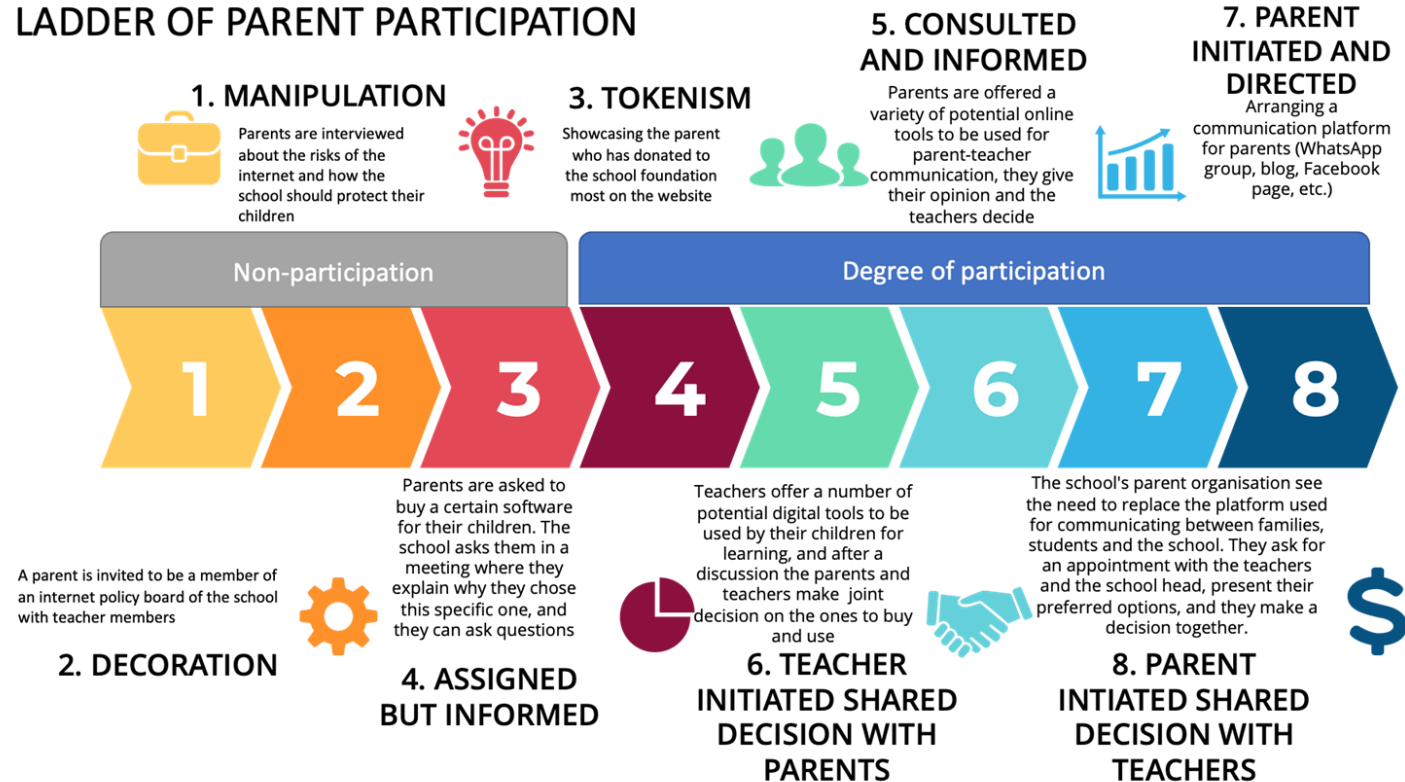 LADDER OF PARENT PARTICIPATION
1. MANIPULATION
Parents are interviewed
about the risks of the
internet and how the
school should protect their
children
3. TOKENISM
Showcasing the parent
who has donated to
the school foundation
most on the website
5. CONSULTED
AND INFORMED
Parents are offered a
variety of potential online
tools to be used for
parent-teacher
communication, they give
their opinion and the
teachers decide
7. PARENT
INITIATED AND
DIRECTED
Arranging a
communication platform
for parents (WhatsApp
group, blog, Facebook
page, etc.)
Non-participation
Degree of participation
1
2
3
4
5
6
7
8
A parent is invited to be a member of
an internet policy board of the school
with teacher members
2. DECORATION
Parents are asked to
buy a certain software
for their children. The
school asks them in a
meeting where they
explain why they chose
this specific one, and
they can ask questions
4. ASSIGNED
BUT INFORMED
Teachers offer a number of
potential digital tools to be
used by their children for
learning, and after a
discussion the parents and
teachers make joint
decision on the ones to buy
and use
6. TEACHER
INITIATED SHARED
DECISION WITH
PARENTS
The school's parent organisation see
the need to replace the platform used
for communicating between families,
students and the school. They ask for
an appointment with the teachers
and the school head, present their
preferred options, and they make a
decision together.
8. PARENT
INTIATED SHARED
DECISION WITH
TEACHERS
$